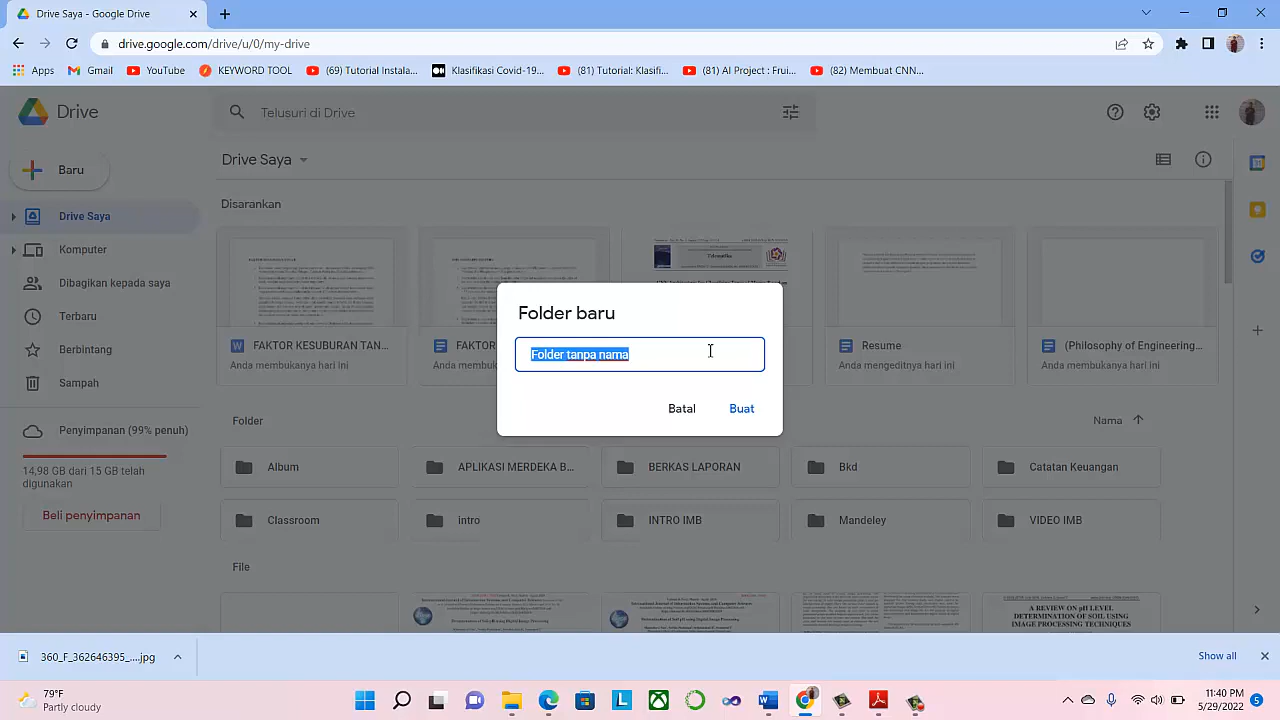 Drive Saya - Google Drive
drive.google.com/drive/u/0/my-drive
Apps
Gmail
YouTube
KEYWORD TOOL
(69) Tutorial Instala...
Klasifikasi Covid-19...
(81) Tutorial: Klasifi...
(81) AI Project : Frui...
(82) Membuat CNN...
Drive
Telusuri di Drive
Baru
Drive Saya
Komputer
Dibagikan kepada saya
Terbaru
Berbintang
Sampah
Penyimpanan (99% penuh)
14,98 GB dari 15 GB telah
digunakan
Beli penyimpanan
Drive Saya
Disarankan
FAKTOR KESUBURAN TAN...
Anda membukanya hari ini
FAKTOR
Anda membuk
Resume
Anda mengeditnya hari ini
(Philosophy of Engineering...
Anda membukanya hari ini
Folder baru
Folder tanpa nama
Batal
Buat
Folder
Nama
Album
APLIKASI MERDEKA B...
BERKAS LAPORAN
Bkd
Catatan Keuangan
Classroom
intro
INTRO IMB
Mandeley
VIDEO IMB
File
A REVIEW ON pH LEVEL
DETERMINATION OF SOIL USING
IMAGE PROCESSING TECHNIQUES
Show all
79°F
Partly cloudy
11:40 PM
5